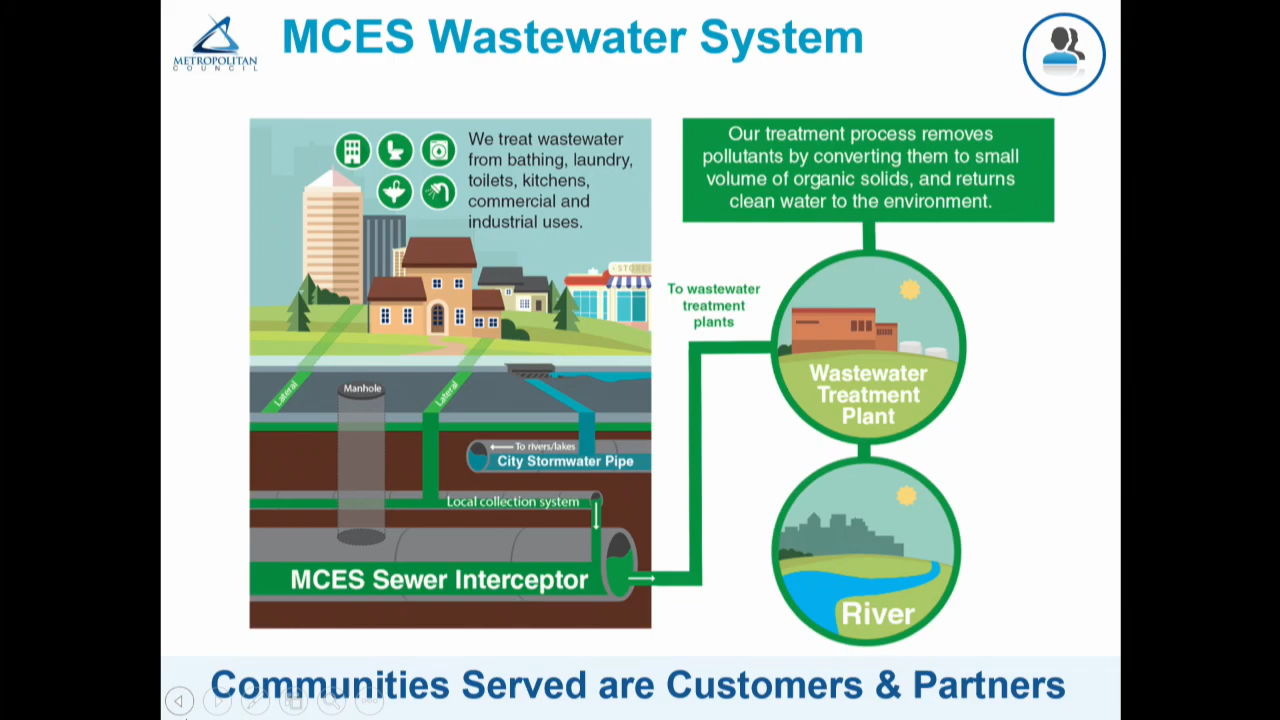 METROPOLITAN
COUNCIL
MCES Wastewater System
We treat wastewater
from bathing, laundry,
toilets, kitchens,
commercial and
industrial uses.
STORE
Lateral
Manhole
Lateral
To rivers/lakes
City Stormwater Pipe
Local collection system
MCES Sewer Interceptor
Our treatment process removes
pollutants by converting them to small
volume of organic solids, and returns
clean water to the environment.
To wastewater
treatment
plants
Wastewater
Treatment
Plant
River
Communities Served are Customers & Partners